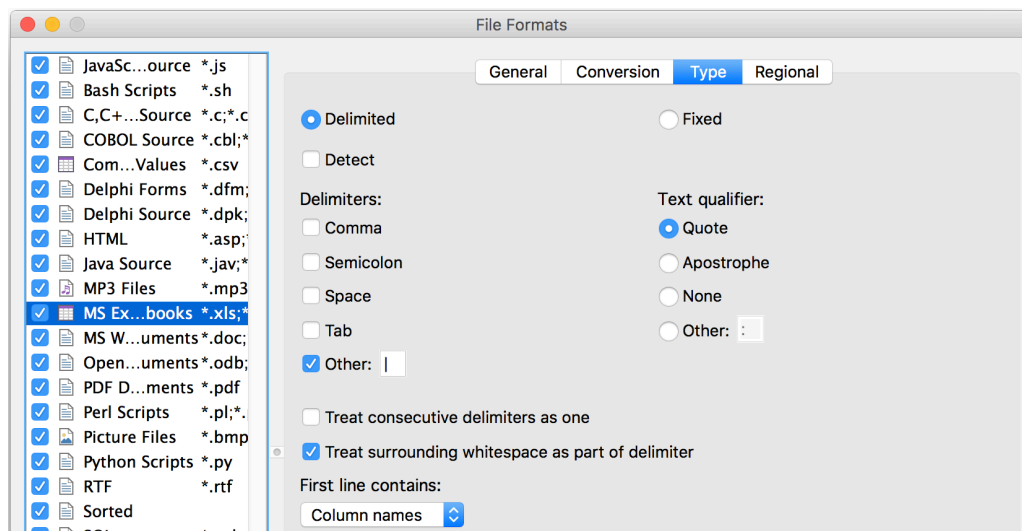 File Formats
JavaSc...ource *.js
Bash Scripts *.sh
C,C+...Source *.c;*.c
COBOL Source *.cbl;*
Com...Values *.csv
Delphi Forms *.dfm;
Delphi Source *.dpk;
HTML *.asp;*
Java Source *.jav;*
MP3 Files *.mp3
MS Ex...books *.xls;*
MS W...uments *.doc;
Open...uments *.odb;
PDF D...ments *.pdf
Perl Scripts *.pl;*.
Picture Files *.bmp
Python Scripts *.py
RTF *.rtf
Sorted
General Conversion Type Regional
Delimited Fixed
Detect
Delimiters: Text qualifier:
Comma Quote
Semicolon Apostrophe
Space None
Tab Other: :
Other: |
Treat consecutive delimiters as one
Treat surrounding whitespace as part of delimiter
First line contains:
Column names